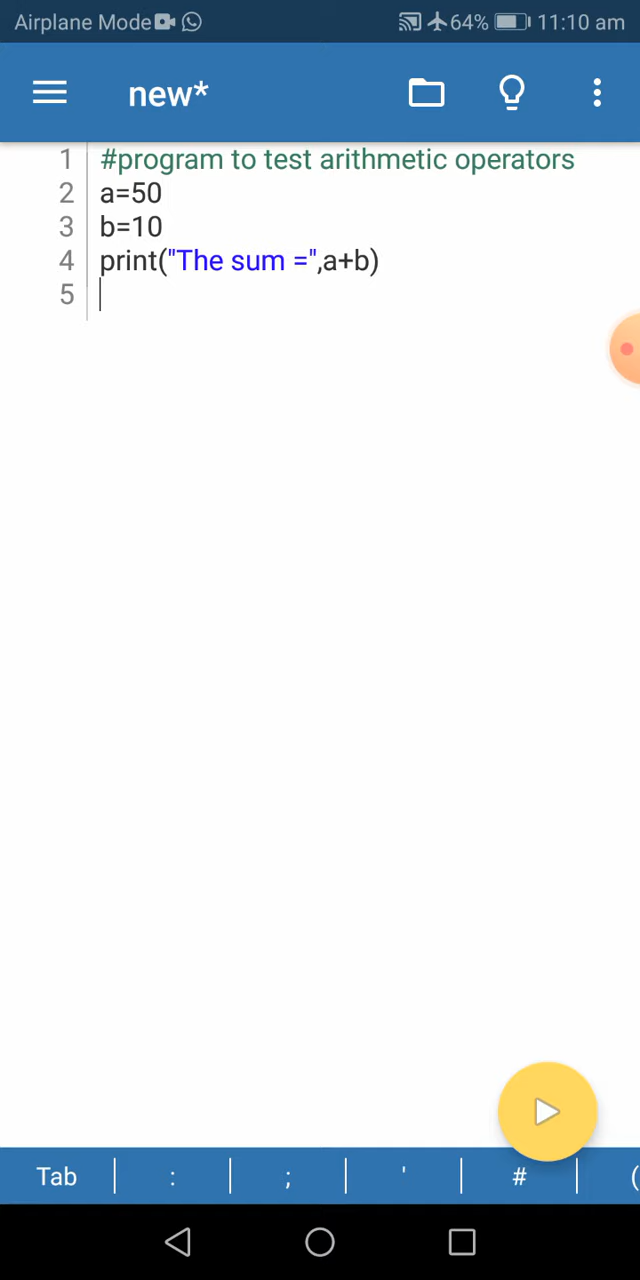 Airplane Mode 64% 11:10 am
new*
1 #program to test arithmetic operators
2 a=50
3 b=10
4 print("The sum =",a+b)
5
Tab : ; ' # (